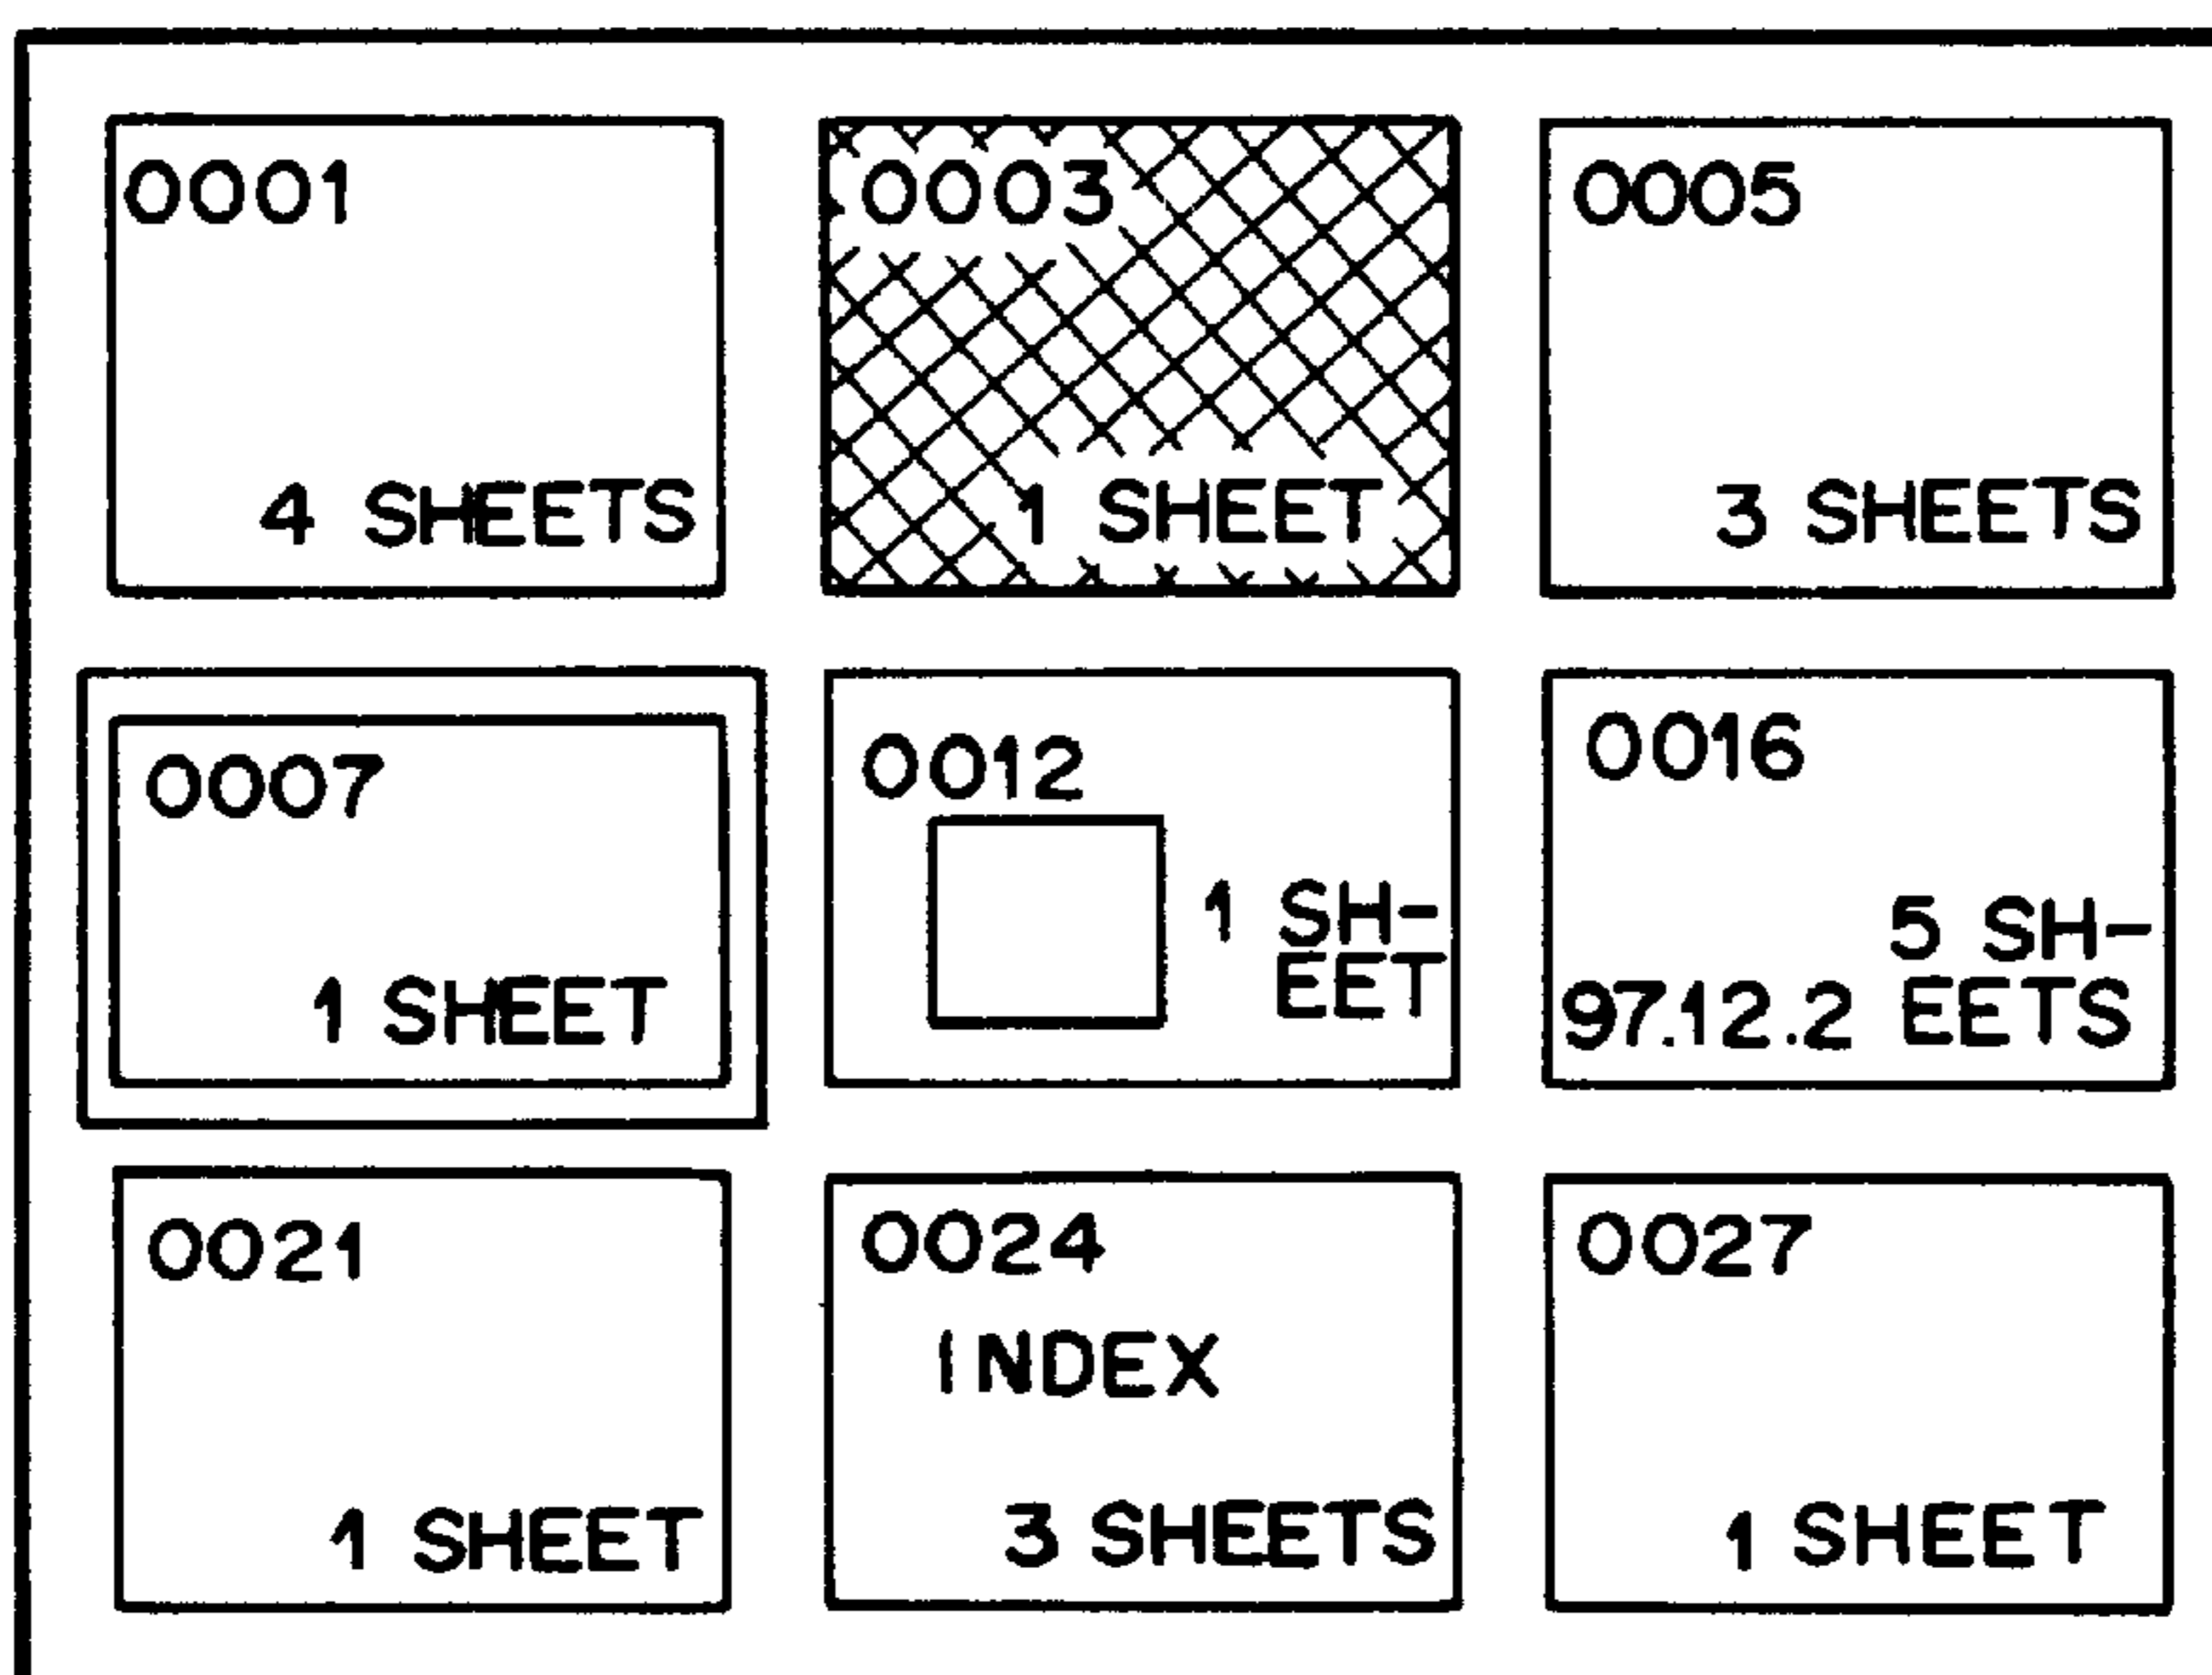 0001
4 SHEETS
0003
1 SHEET
0005
3 SHEETS
0007
1 SHEET
0012
1 SH-
EET
0016
5 SH-
97.12.2 EETS
0021
1 SHEET
0024
INDEX
3 SHEETS
0027
1 SHEET